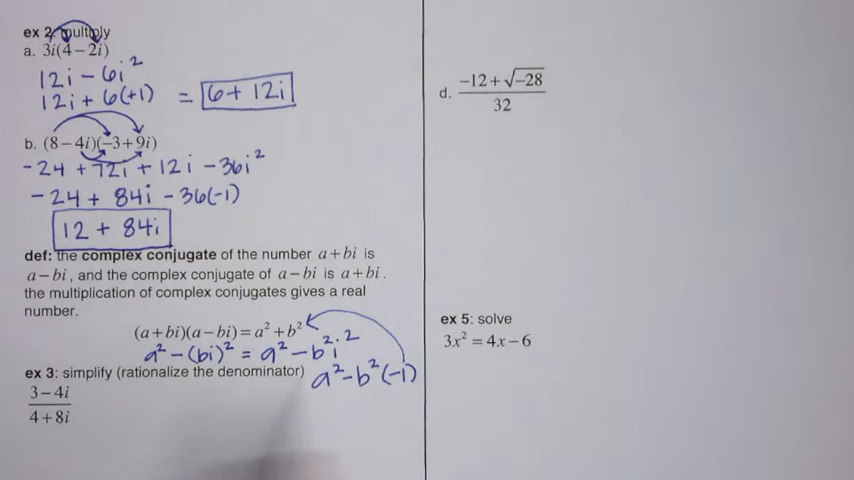 ex 2: multiply
a. 3i(4 − 2i)
12i − 6i²
12i + 6(+1) = 6 + 12i
b. (8 − 4i)(−3 + 9i)
−24 + 72i + 12i − 36i²
−24 + 84i − 36(−1)
12 + 84i
def: the complex conjugate of the number a + bi is
a − bi, and the complex conjugate of a − bi is a + bi.
the multiplication of complex conjugates gives a real
number.
(a + bi)(a − bi) = a² + b²
a² − (bi)² = a² − b²i²
a² − b²(−1)
ex 3: simplify (rationalize the denominator)
3 − 4i
4 + 8i
d. −12 + √−28
32
ex 5: solve
3x² = 4x − 6